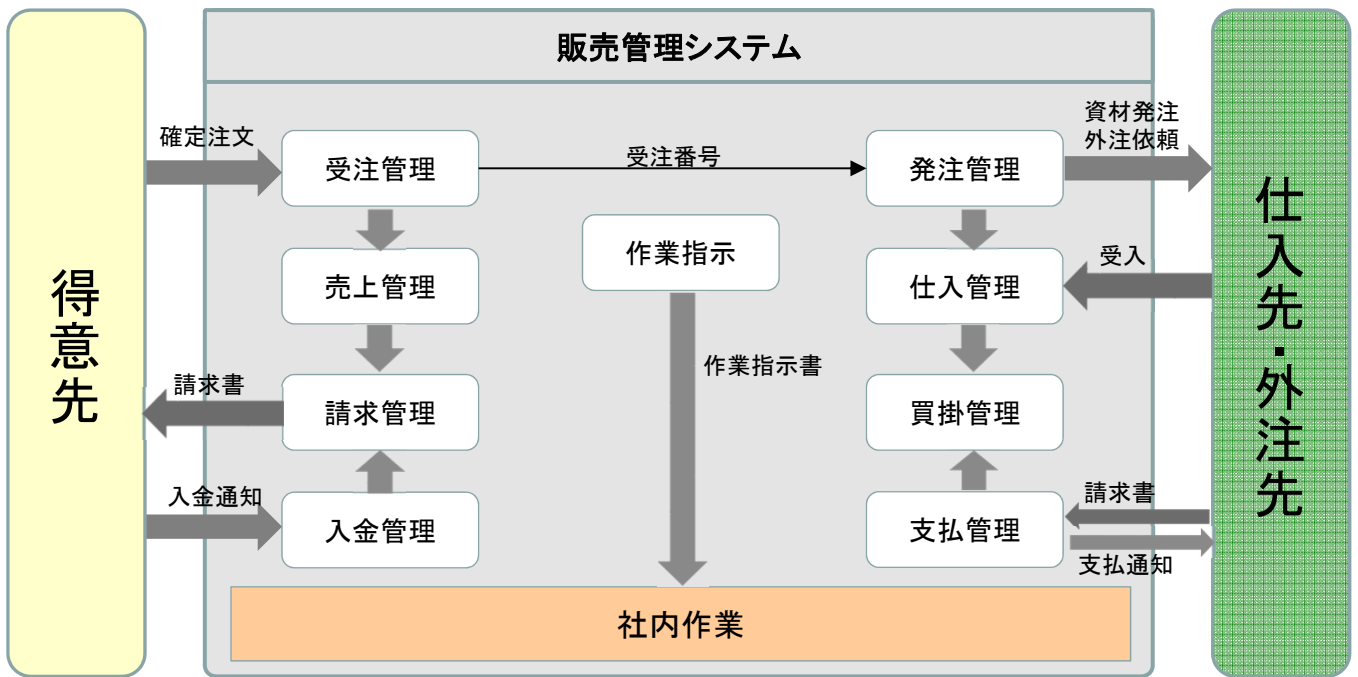 販売管理システム
得意先
仕入先・外注先
確定注文
受注管理
受注番号
発注管理
資材発注
外注依頼
作業指示
売上管理
仕入管理
受入
作業指示書
請求書
請求管理
買掛管理
入金通知
入金管理
支払管理
請求書
支払通知
社内作業